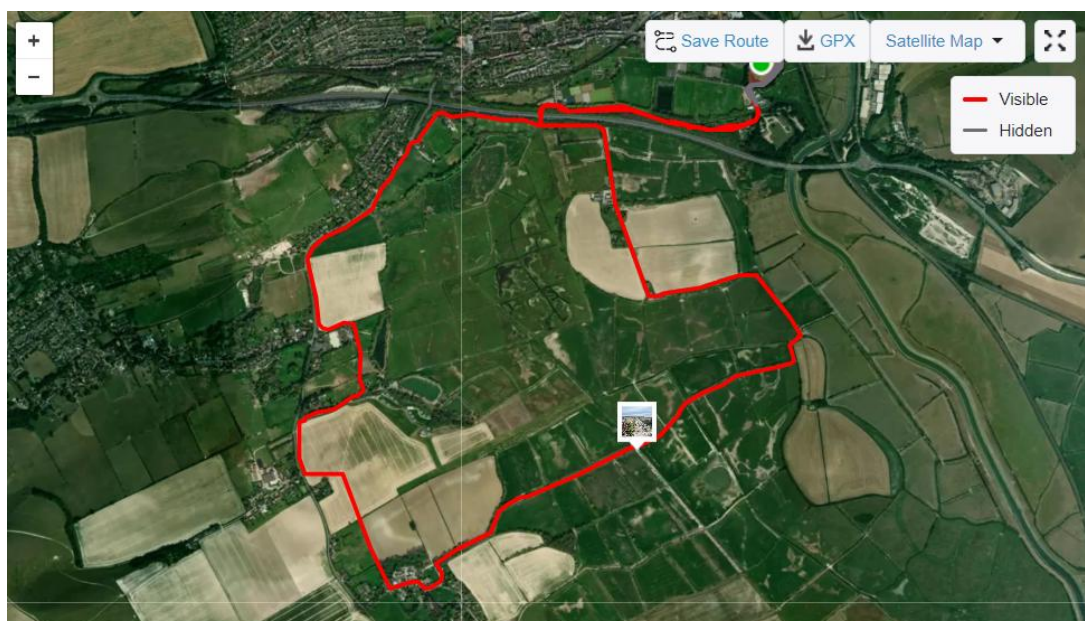 +
Save Route
GPX
Satellite Map
−
Visible
Hidden